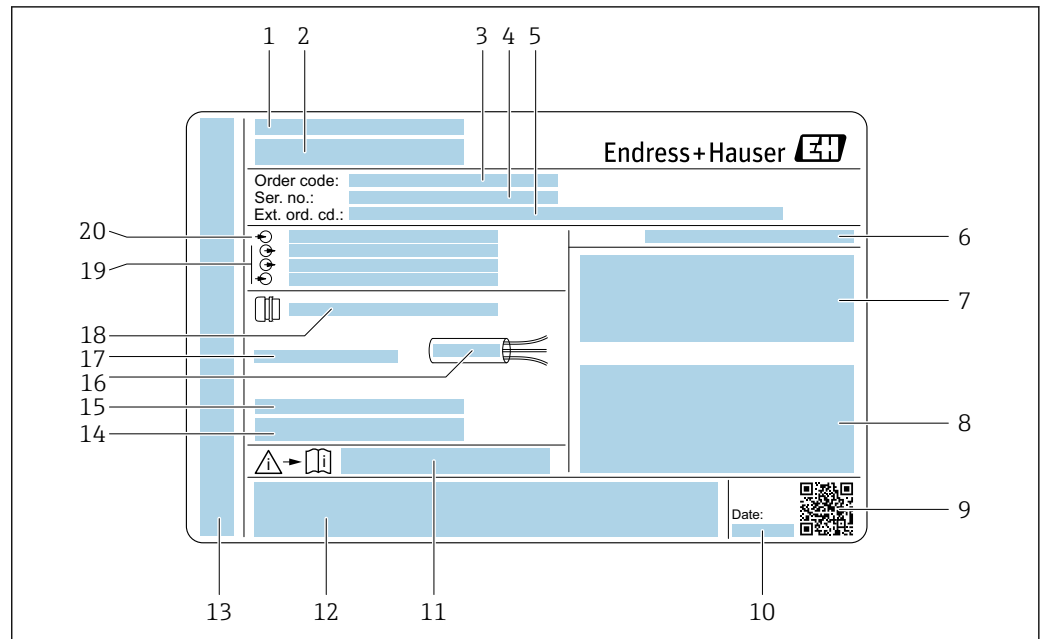 1 2 3 4 5
Endress+Hauser EH
Order code:
Ser. no.:
Ext. ord. cd.:
20
6
19
7
18
17
16
15
8
14
i i
Date:
9
13 12 11 10